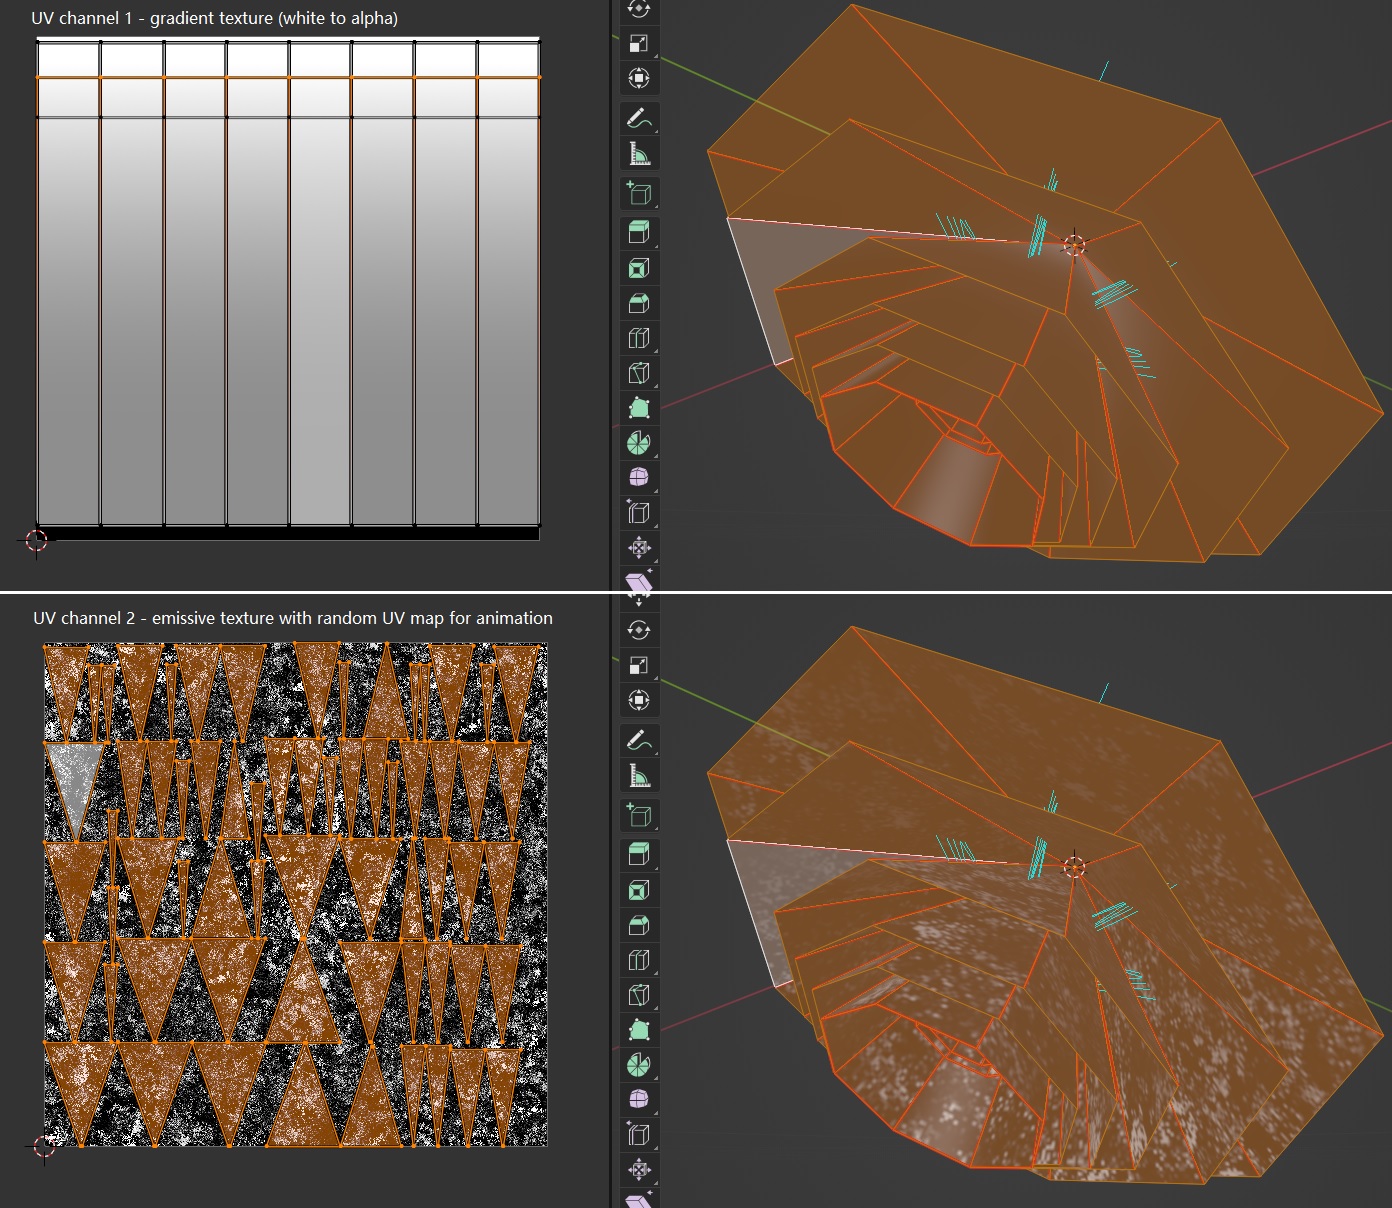 UV channel 1 - gradient texture (white to alpha)
UV channel 2 - emissive texture with random UV map for animation